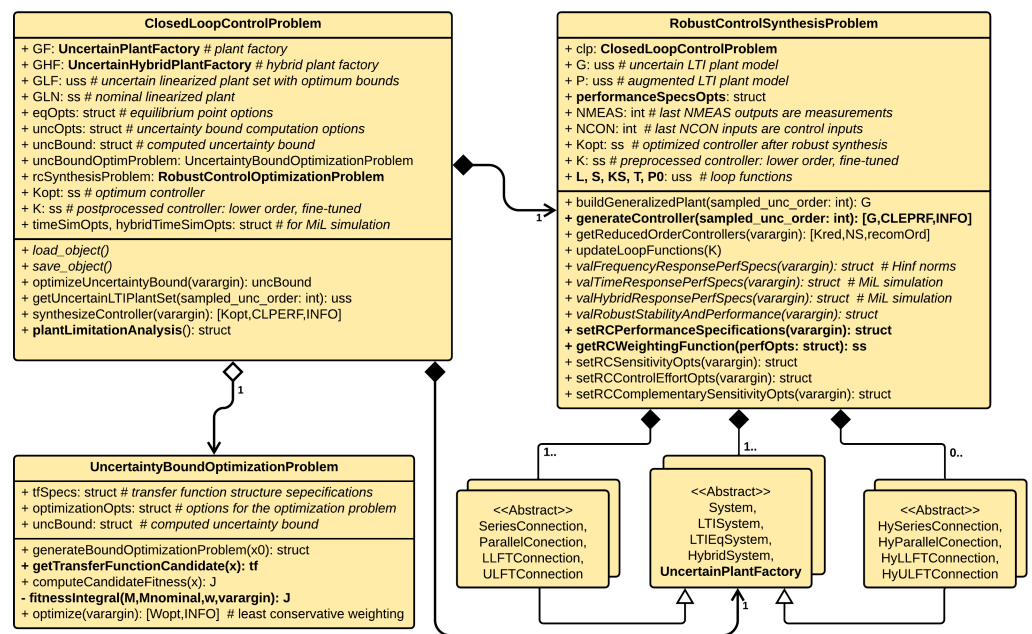 ClosedLoopControlProblem
+ GF: UncertainPlantFactory # plant factory
+ GHF: UncertainHybridPlantFactory # hybrid plant factory
+ GLF: uss # uncertain linearized plant set with optimum bounds
+ GLN: ss # nominal linearized plant
+ eqOpts: struct # equilibrium point options
+ uncOpts: struct # uncertainty bound computation options
+ uncBound: struct # computed uncertainty bound
+ uncBoundOptimProblem: UncertaintyBoundOptimizationProblem
+ rcSynthesisProblem: RobustControlOptimizationProblem
+ Kopt: ss # optimum controller
+ K: ss # postprocessed controller: lower order, fine-tuned
+ timeSimOpts, hybridTimeSimOpts: struct # for MiL simulation
+ load_object()
+ save_object()
+ optimizeUncertaintyBound(varargin): uncBound
+ getUncertainLTIPlantSet(sampled_unc_order: int): uss
+ synthesizeController(varargin): [Kopt,CLPERF,INFO]
+ plantLimitationAnalysis(): struct
RobustControlSynthesisProblem
+ clp: ClosedLoopControlProblem
+ G: uss # uncertain LTI plant model
+ P: uss # augmented LTI plant model
+ performanceSpecsOpts: struct
+ NMEAS: int # last NMEAS outputs are measurements
+ NCON: int # last NCON inputs are control inputs
+ Kopt: ss # optimized controller after robust synthesis
+ K: ss # preprocessed controller: lower order, fine-tuned
+ L, S, KS, T, P0: uss # loop functions
+ buildGeneralizedPlant(sampled_unc_order: int): G
+ generateController(sampled_unc_order: int): [G,CLEPRF,INFO]
+ getReducedOrderControllers(varargin): [Kred,NS,recomOrd]
+ updateLoopFunctions(K)
+ valFrequencyResponsePerfSpecs(varargin): struct # Hinf norms
+ valTimeResponsePerfSpecs(varargin): struct # MiL simulation
+ valHybridResponsePerfSpecs(varargin): struct # MiL simulation
+ valRobustStabilityAndPerformance(varargin): struct
+ setRCPerformanceSpecifications(varargin): struct
+ getRCWeightingFunction(perfOpts: struct): ss
+ setRCSensitivityOpts(varargin): struct
+ setRCControlEffortOpts(varargin): struct
+ setRCComplementarySensitivityOpts(varargin): struct
1
1
UncertaintyBoundOptimizationProblem
+ tfSpecs: struct # transfer function structure sepecifications
+ optimizationOpts: struct # options for the optimization problem
+ uncBound: struct # computed uncertainty bound
+ generateBoundOptimizationProblem(x0): struct
+ getTransferFunctionCandidate(x): tf
+ computeCandidateFitness(x): J
- fitnessIntegral(M,Mnominal,w,varargin): J
+ optimize(varargin): [Wopt,INFO] # least conservative weighting
1..
<<Abstract>>
SeriesConnection,
ParallelConection,
LLFTConnection,
ULFTConnection
1..
<<Abstract>>
System,
LTISystem,
LTIEqSystem,
HybridSystem,
UncertainPlantFactory
0..
<<Abstract>>
HySeriesConnection,
HyParallelConection,
HyLLFTConnection,
HyULFTConnection
1